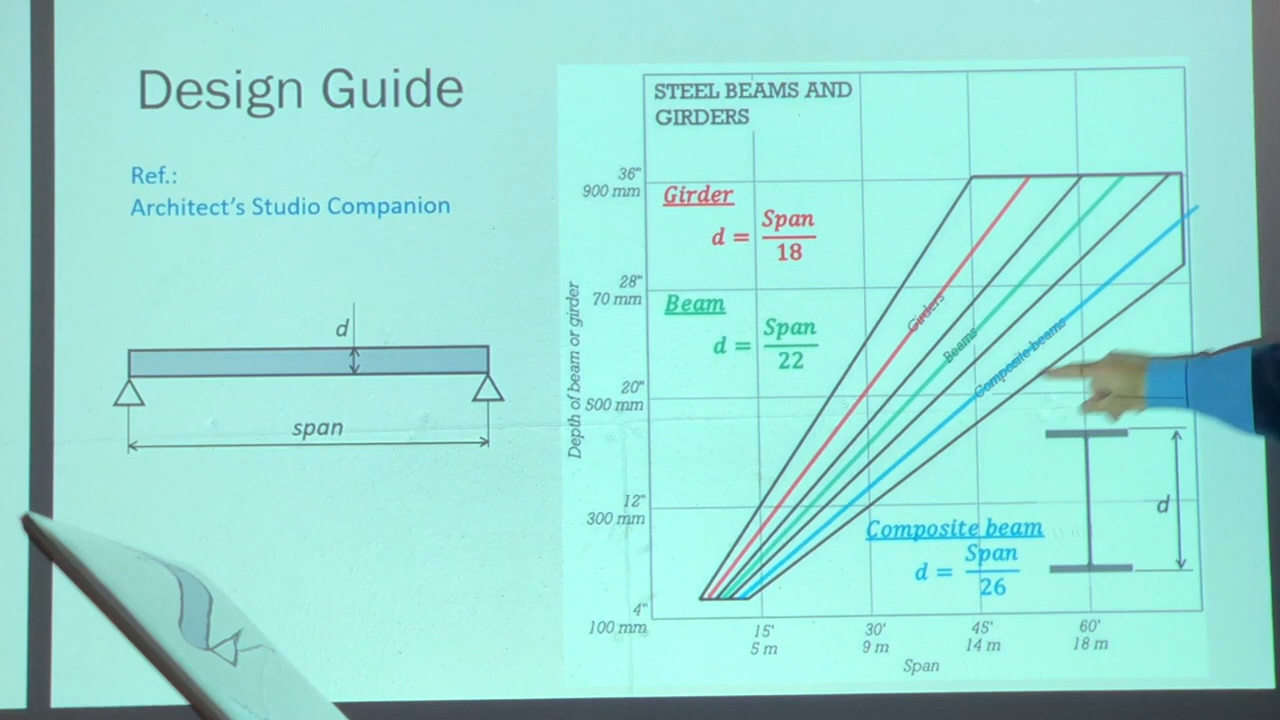 Design Guide
Ref.:
Architect's Studio Companion
d
span
STEEL BEAMS AND
GIRDERS
36"
900 mm
28"
70 mm
20"
500 mm
12"
300 mm
4"
100 mm
Depth of beam or girder
Girder
d = Span
18
Beam
d = Span
22
Girders
Beams
Composite beams
Composite beam
d = Span
26
d
15'
5 m
30'
9 m
45'
14 m
60'
18 m
Span